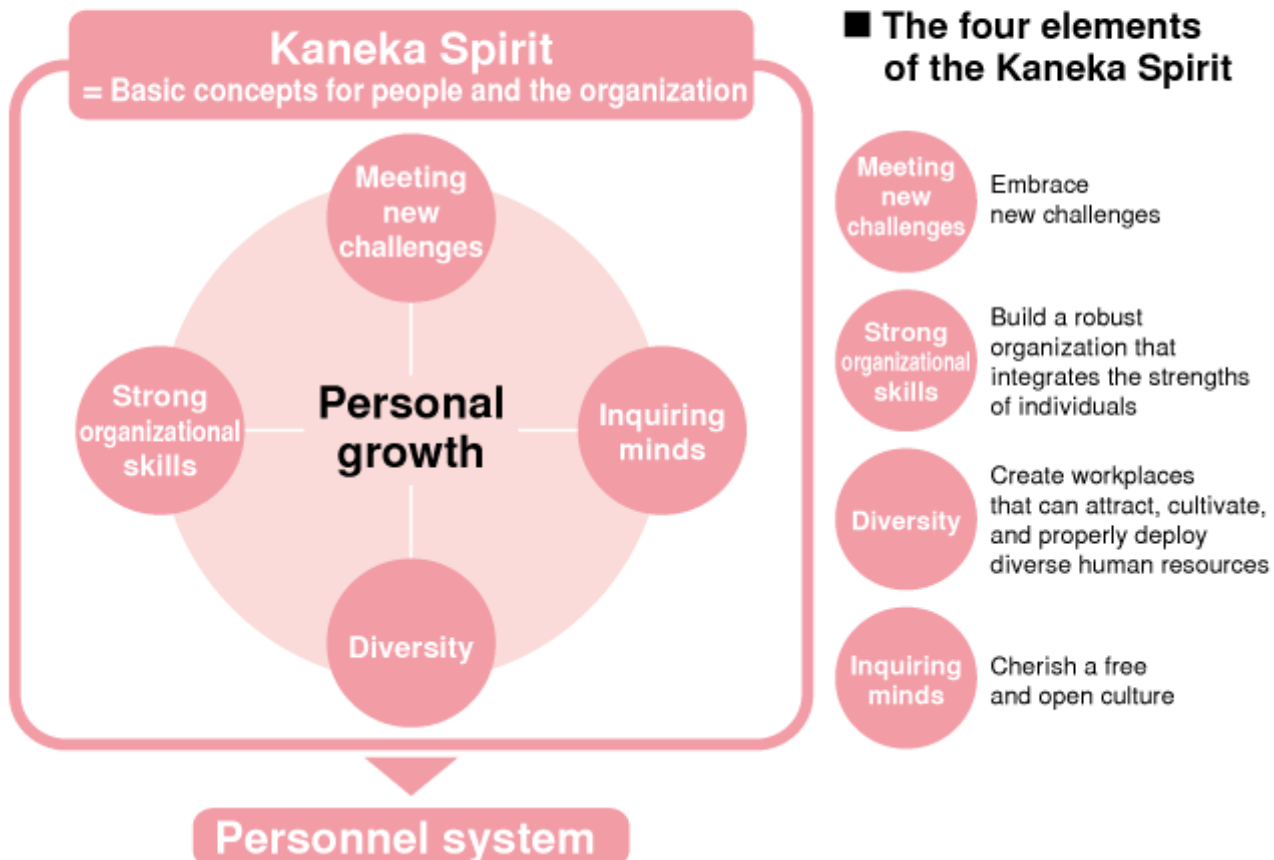 Kaneka Spirit
= Basic concepts for people and the organization
Meeting
new
challenges
Strong
organizational
skills
Personal
growth
Inquiring
minds
Diversity
Personnel system
■ The four elements
of the Kaneka Spirit
Meeting
new
challenges
Embrace
new challenges
Strong
organizational
skills
Build a robust
organization that
integrates the strengths
of individuals
Diversity
Create workplaces
that can attract, cultivate,
and properly deploy
diverse human resources
Inquiring
minds
Cherish a free
and open culture